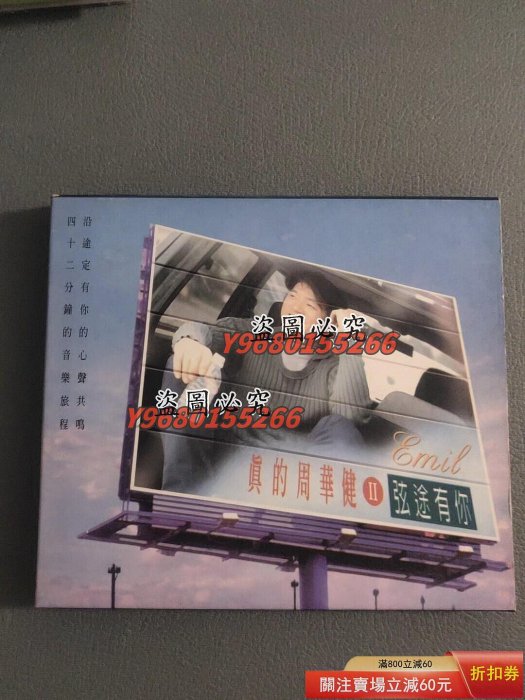 沿途定有你的心聲共鳴
四十二分鐘的音樂旅程
盜圖必究
Y9680155266
盜圖必究
Y9680155266
Emil
眞的周華健II
弦途有你
滿800立減60
關注賣場立減60元
折扣券